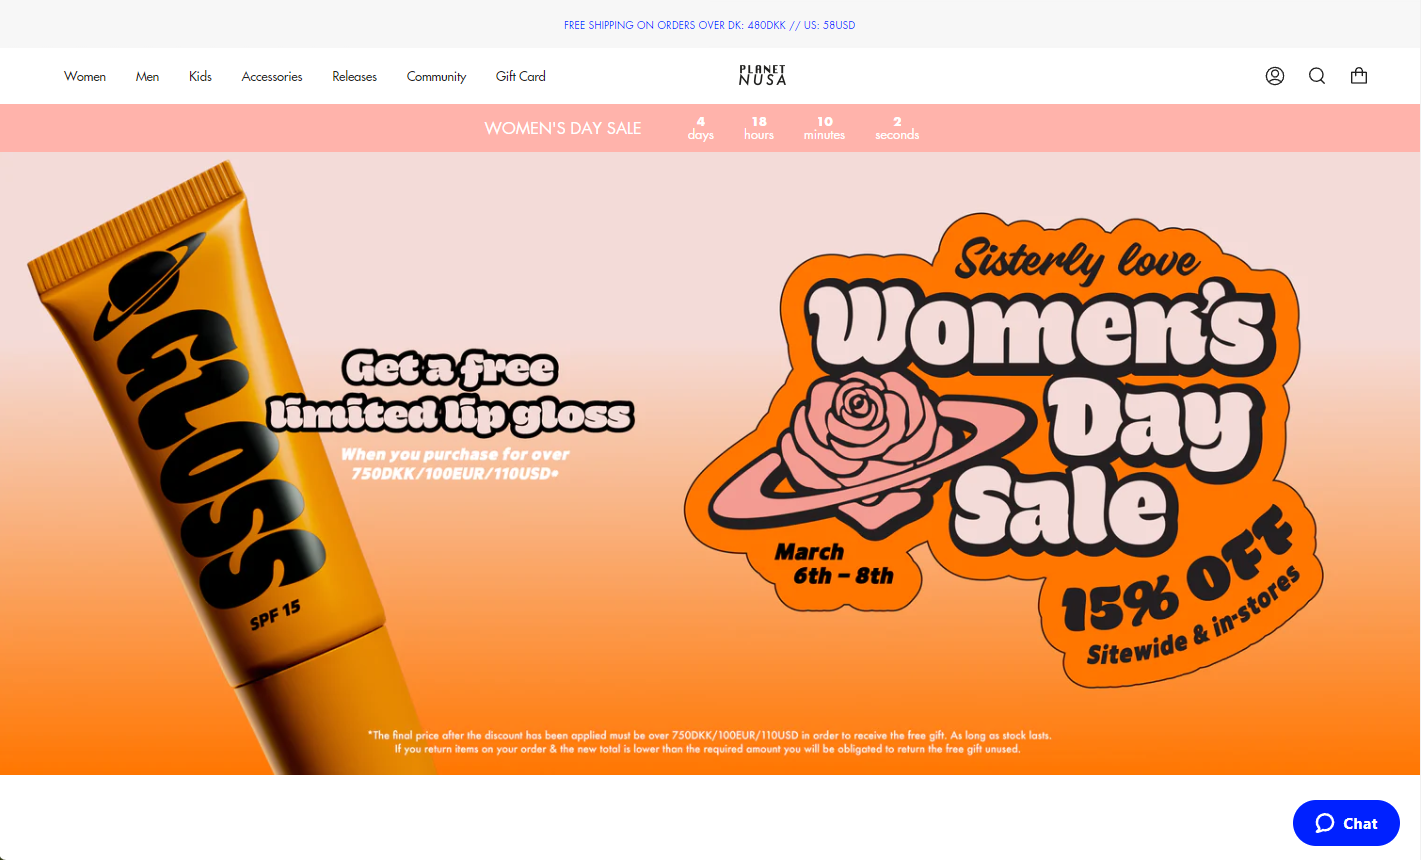 FREE SHIPPING ON ORDERS OVER DK: 480DKK // US: 58USD
Women Men Kids Accessories Releases Community Gift Card
PLANET
NUSA
WOMEN'S DAY SALE
4 18 10 2
days hours minutes seconds
GLOSS
SPF 15
Get a free
limited lip gloss
When you purchase for over
750DKK/100EUR/110USD*
Sisterly love
Women's
Day
Sale
March
6th – 8th
15% OFF
Sitewide & in-stores
*The final price after the discount has been applied must be over 750DKK/100EUR/110USD in order to receive the free gift. As long as stock lasts.
If you return items on your order & the new total is lower than the required amount you will be obligated to return the free gift unused.
Chat